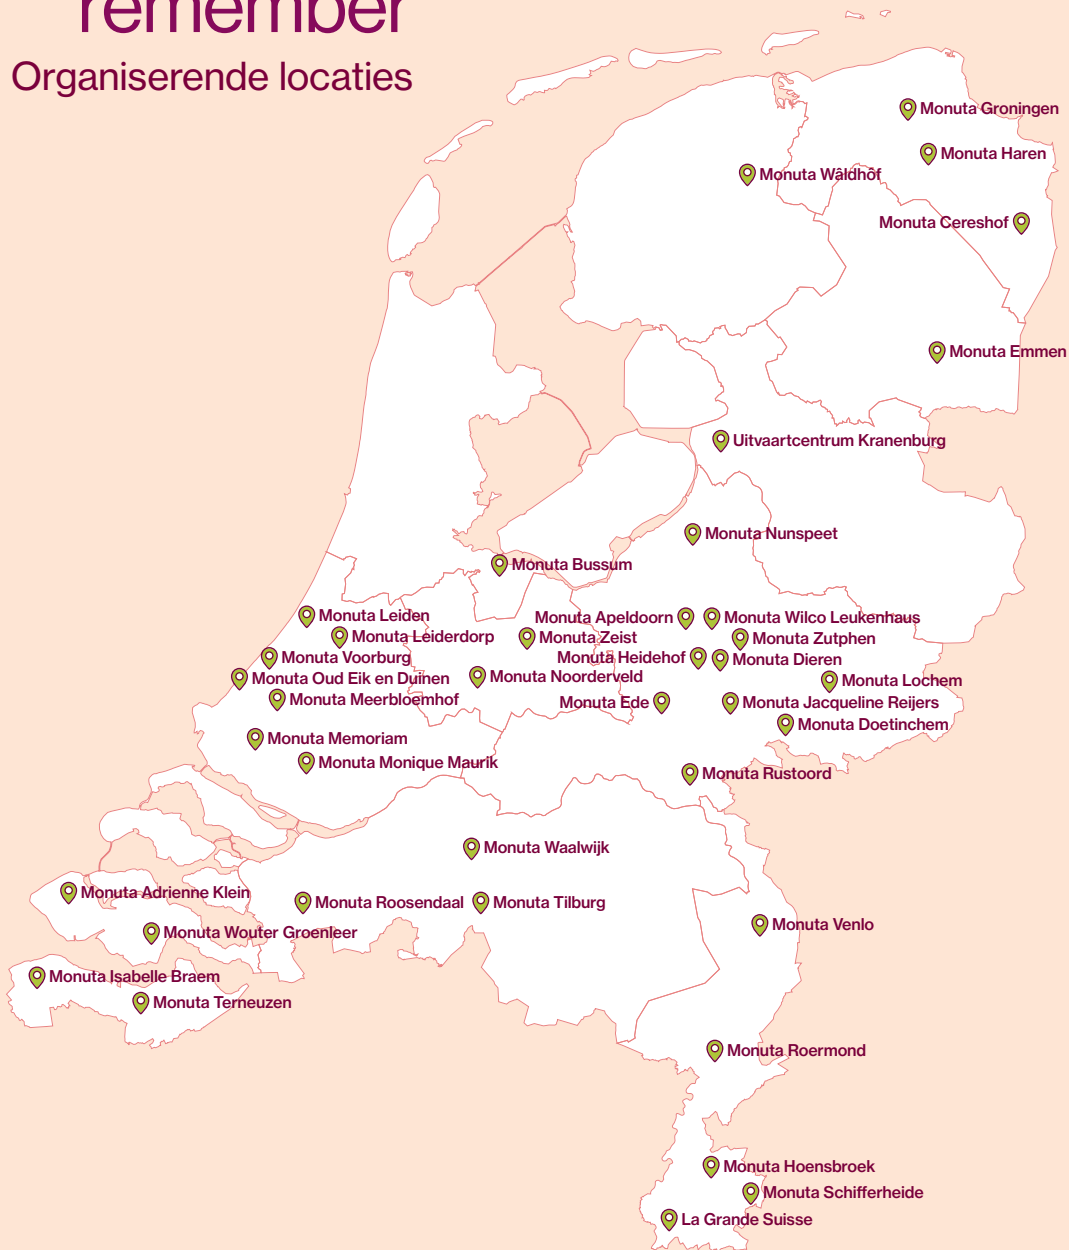 remember
Organiserende locaties
Monuta Groningen
Monuta Haren
Monuta Wâldhôf
Monuta Cereshof
Monuta Emmen
Uitvaartcentrum Kranenburg
Monuta Nunspeet
Monuta Bussum
Monuta Leiden
Monuta Apeldoorn
Monuta Wilco Leukenhaus
Monuta Leiderdorp
Monuta Zeist
Monuta Zutphen
Monuta Voorburg
Monuta Heidehof
Monuta Dieren
Monuta Oud Eik en Duinen
Monuta Noorderveld
Monuta Lochem
Monuta Meerbloemhof
Monuta Ede
Monuta Jacqueline Reijers
Monuta Doetinchem
Monuta Memoriam
Monuta Monique Maurik
Monuta Rustoord
Monuta Waalwijk
Monuta Adrienne Klein
Monuta Roosendaal
Monuta Tilburg
Monuta Venlo
Monuta Wouter Groenleer
Monuta Isabelle Braem
Monuta Terneuzen
Monuta Roermond
Monuta Hoensbroek
Monuta Schifferheide
La Grande Suisse